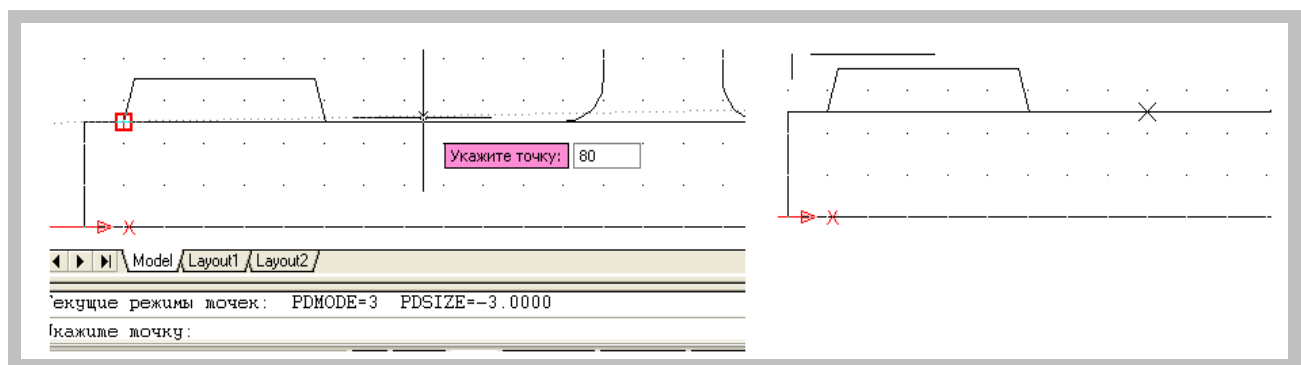 Укажите точку: 80
Model Layout1 Layout2
Текущие режимы точек: PDMODE=3 PDSIZE=-3.0000
Укажите точку: